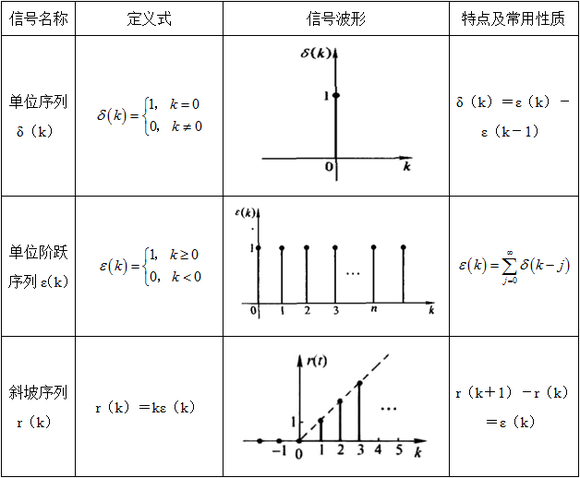 信号名称 定义式 信号波形 特点及常用性质
单位序列
δ（k）
δ(k)={1, k=0
0, k≠0
δ(k)
1
0 k
δ（k）＝ε（k）－
ε（k－1）
单位阶跃
序列ε(k)
ε(k)={1, k≥0
0, k<0
ε(k)
1
...
0 1 2 3 n k
ε(k)=∑_{j=0}^{∞}δ(k-j)
斜坡序列
r（k）
r（k）＝kε（k）
r(t)
1
...
-1 0 1 2 3 4 5 k
r（k＋1）－r（k）
＝ε（k）